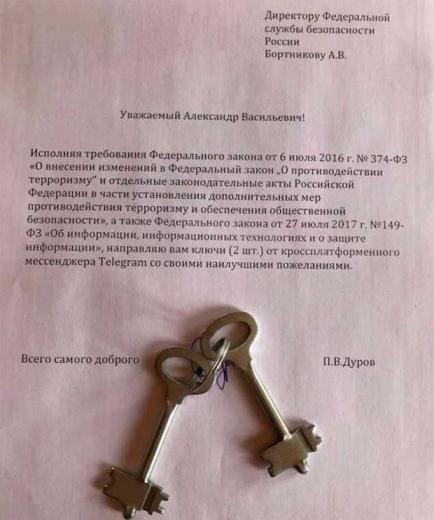 Директору Федеральной
службы безопасности
России
Бортникову А.В.
Уважаемый Александр Васильевич!
Исполняя требования Федерального закона от 6 июля 2016 г. № 374-ФЗ
«О внесении изменений в Федеральный закон „О противодействии
терроризму“ и отдельные законодательные акты Российской
Федерации в части установления дополнительных мер
противодействия терроризму и обеспечения общественной
безопасности», а также Федерального закона от 27 июля 2017 г. №149-
ФЗ «Об информации, информационных технологиях и о защите
информации», направляю вам ключи (2 шт.) от кроссплатформенного
мессенджера Telegram со своими наилучшими пожеланиями.
Всего самого доброго П.В.Дуров